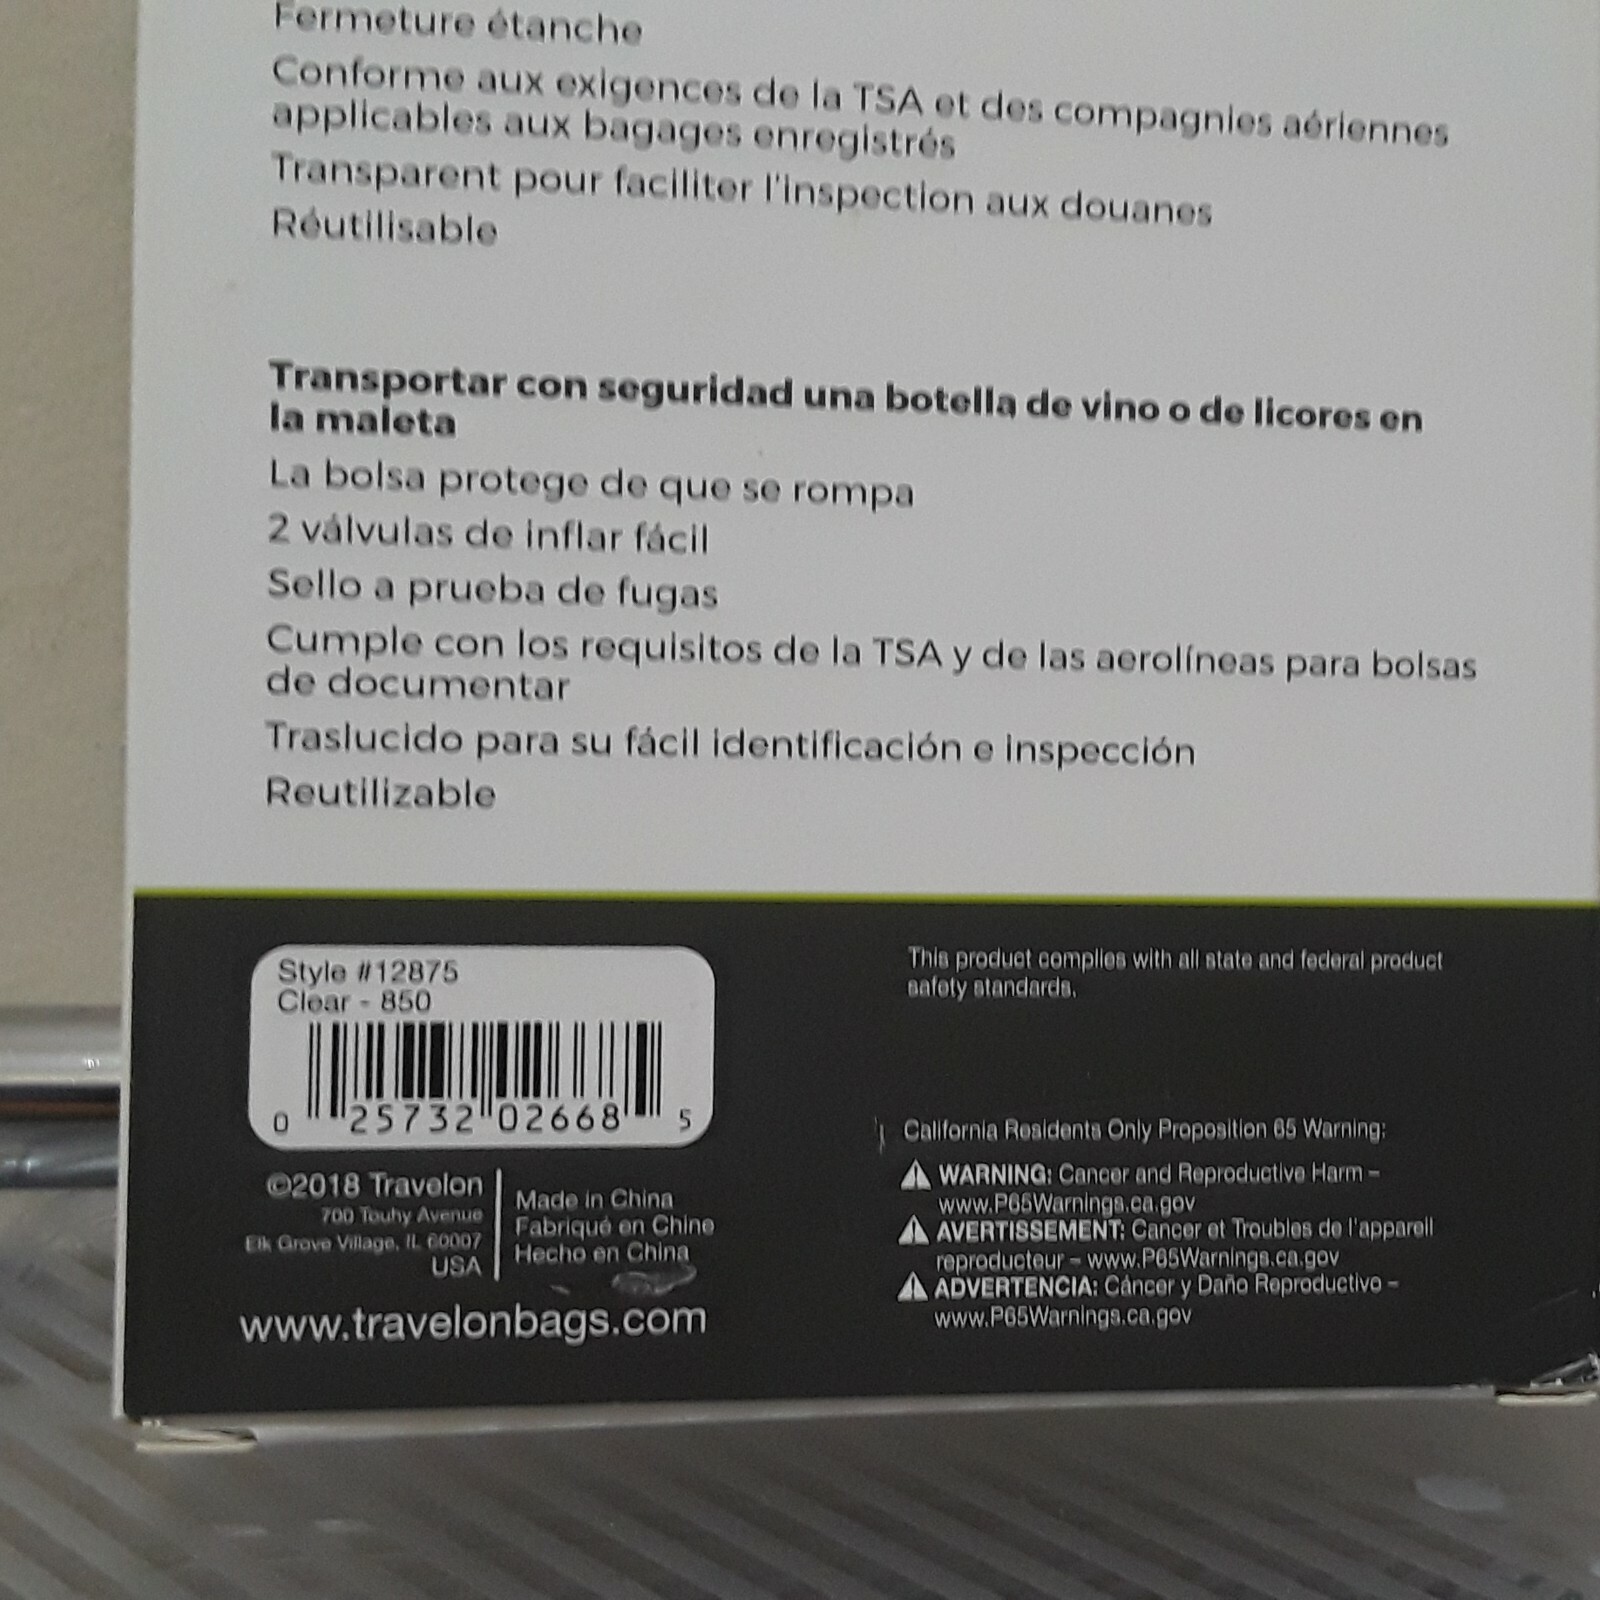 Fermeture étanche
Conforme aux exigences de la TSA et des compagnies aériennes
applicables aux bagages enregistrés
Transparent pour faciliter l'inspection aux douanes
Réutilisable
Transportar con seguridad una botella de vino o de licores en
la maleta
La bolsa protege de que se rompa
2 válvulas de inflar fácil
Sello a prueba de fugas
Cumple con los requisitos de la TSA y de las aerolíneas para bolsas
de documentar
Traslucido para su fácil identificación e inspección
Reutilizable
Style #12875
Clear - 850
0 25732 02668 5
©2018 Travelon
700 Touhy Avenue
Elk Grove Village, IL 60007
USA
Made in China
Fabriqué en Chine
Hecho en China
www.travelonbags.com
This product complies with all state and federal product
safety standards.
California Residents Only Proposition 65 Warning:
⚠ WARNING: Cancer and Reproductive Harm –
www.P65Warnings.ca.gov
⚠ AVERTISSEMENT: Cancer et Troubles de l'appareil
reproducteur – www.P65Warnings.ca.gov
⚠ ADVERTENCIA: Cáncer y Daño Reproductivo –
www.P65Warnings.ca.gov